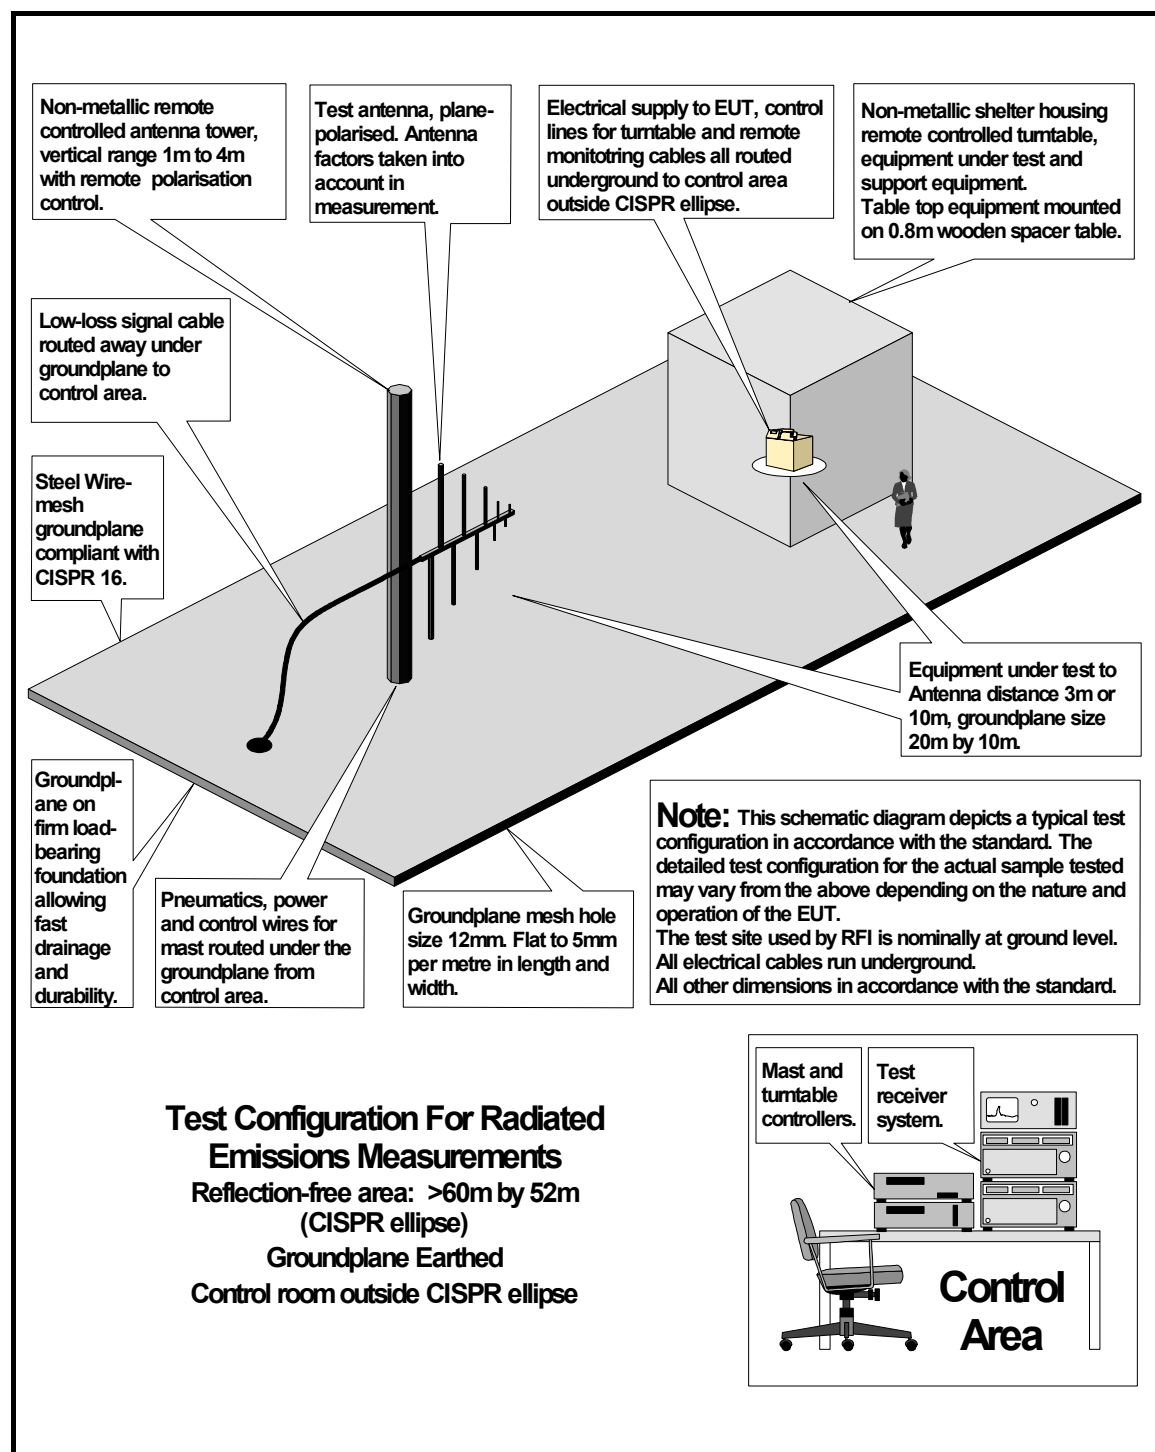 Non-metallic remote
controlled antenna tower,
vertical range 1m to 4m
with remote polarisation
control.
Test antenna, plane-
polarised. Antenna
factors taken into
account in
measurement.
Electrical supply to EUT, control
lines for turntable and remote
monitotring cables all routed
underground to control area
outside CISPR ellipse.
Non-metallic shelter housing
remote controlled turntable,
equipment under test and
support equipment.
Table top equipment mounted
on 0.8m wooden spacer table.
Low-loss signal cable
routed away under
groundplane to
control area.
Steel Wire-
mesh
groundplane
compliant with
CISPR 16.
Equipment under test to
Antenna distance 3m or
10m, groundplane size
20m by 10m.
Groundpl-
ane on
firm load-
bearing
foundation
allowing
fast
drainage
and
durability.
Pneumatics, power
and control wires for
mast routed under the
groundplane from
control area.
Groundplane mesh hole
size 12mm. Flat to 5mm
per metre in length and
width.
Note: This schematic diagram depicts a typical test
configuration in accordance with the standard. The
detailed test configuration for the actual sample tested
may vary from the above depending on the nature and
operation of the EUT.
The test site used by RFI is nominally at ground level.
All electrical cables run underground.
All other dimensions in accordance with the standard.
Mast and
turntable
controllers.
Test
receiver
system.
Test Configuration For Radiated
Emissions Measurements
Reflection-free area: >60m by 52m
(CISPR ellipse)
Groundplane Earthed
Control room outside CISPR ellipse
Control
Area